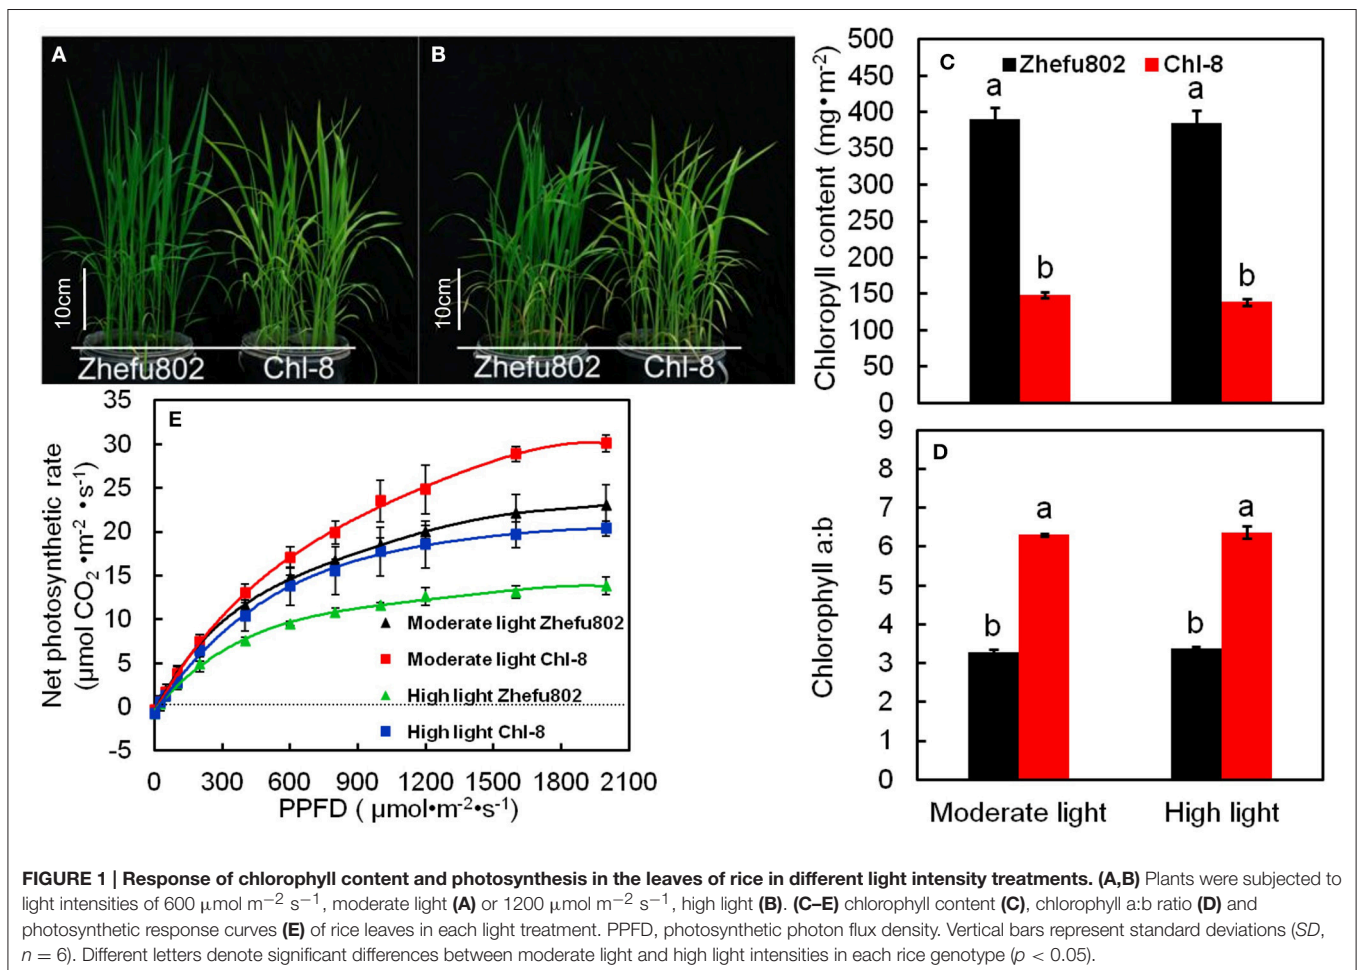 A
B
10cm
Zhefu802
Chl-8
10cm
Zhefu802
Chl-8
C
Zhefu802
Chl-8
Chloropyll content (mg•m-2)
500
450
400
350
300
250
200
150
100
50
0
a
b
a
b
E
Net photosynthetic rate
(µmol CO2 •m-2 •s-1)
35
30
25
20
15
10
5
0
-5
Moderate light Zhefu802
Moderate light Chl-8
High light Zhefu802
High light Chl-8
0 300 600 900 1200 1500 1800 2100
PPFD ( µmol•m-2•s-1)
D
Chlorophyll a:b
9
8
7
6
5
4
3
2
1
0
b
a
b
a
Moderate light
High light
FIGURE 1 | Response of chlorophyll content and photosynthesis in the leaves of rice in different light intensity treatments. (A,B) Plants were subjected to
light intensities of 600 µmol m−2 s−1, moderate light (A) or 1200 µmol m−2 s−1, high light (B). (C–E) chlorophyll content (C), chlorophyll a:b ratio (D) and
photosynthetic response curves (E) of rice leaves in each light treatment. PPFD, photosynthetic photon flux density. Vertical bars represent standard deviations (SD,
n = 6). Different letters denote significant differences between moderate light and high light intensities in each rice genotype (p < 0.05).